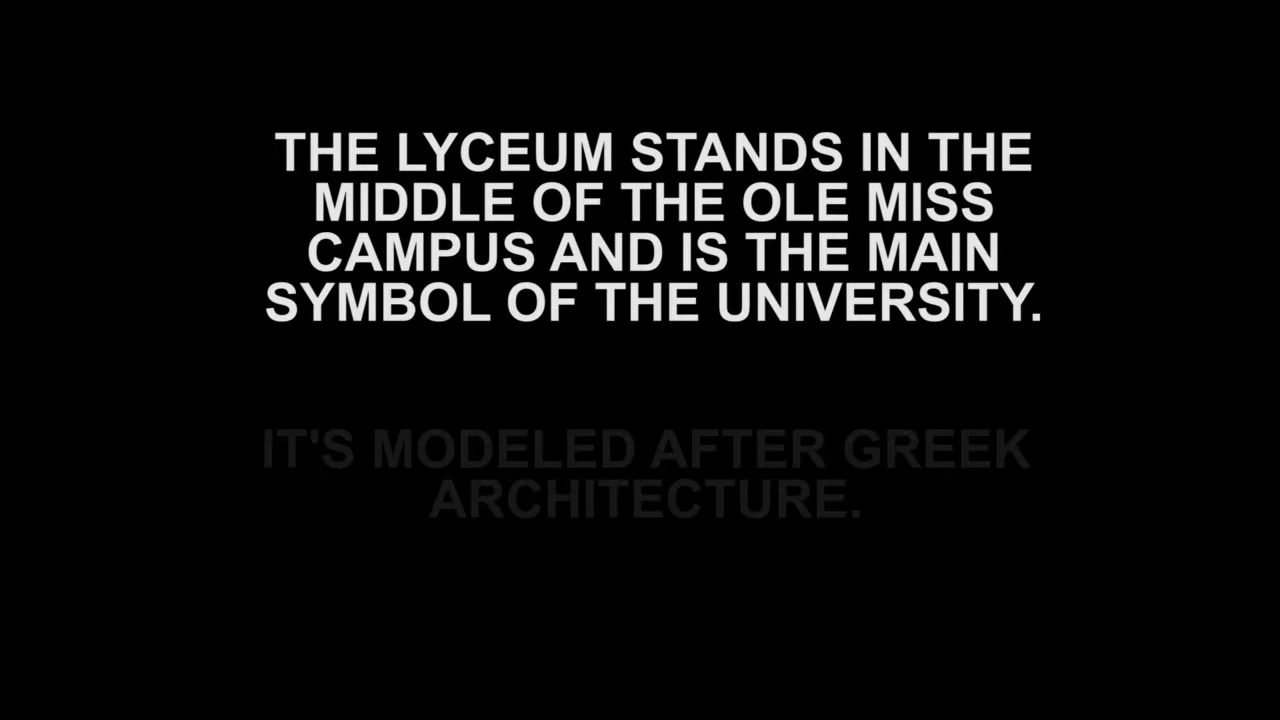 THE LYCEUM STANDS IN THE
MIDDLE OF THE OLE MISS
CAMPUS AND IS THE MAIN
SYMBOL OF THE UNIVERSITY.
IT'S MODELED AFTER GREEK
ARCHITECTURE.